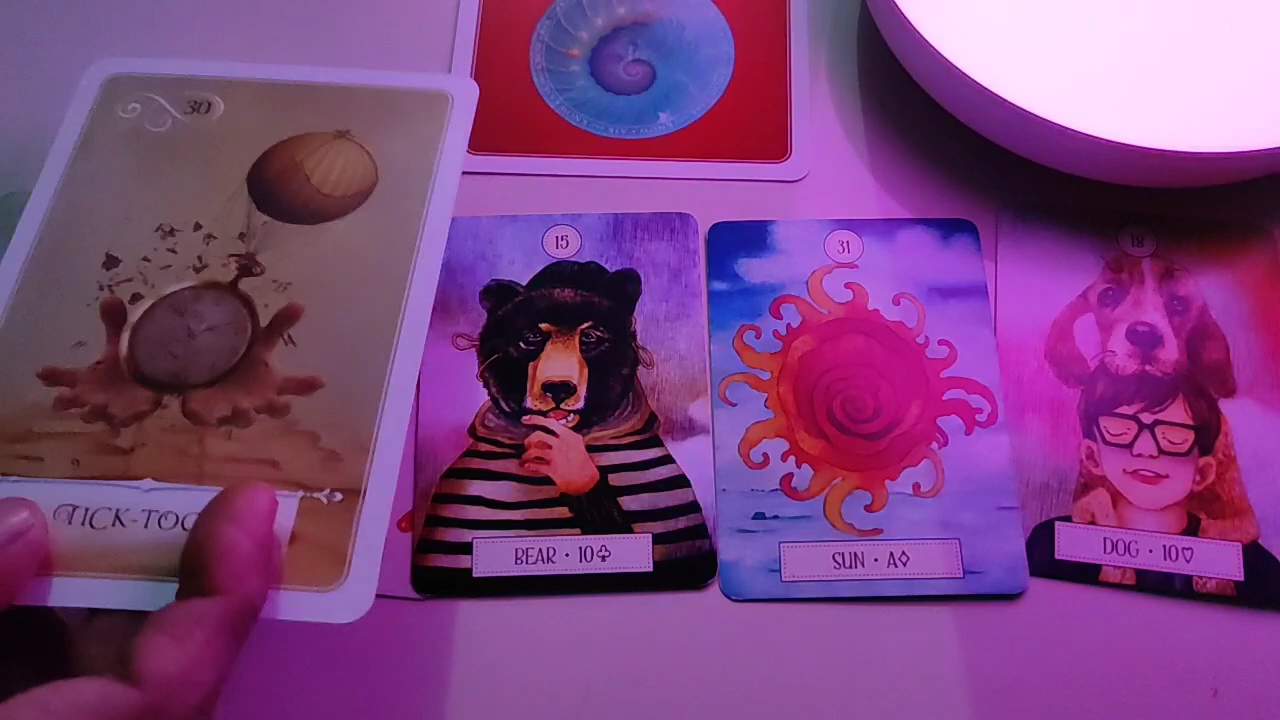 30
TICK-TOC
15
BEAR • 10♧
31
SUN • A♢
18
DOG • 10♡